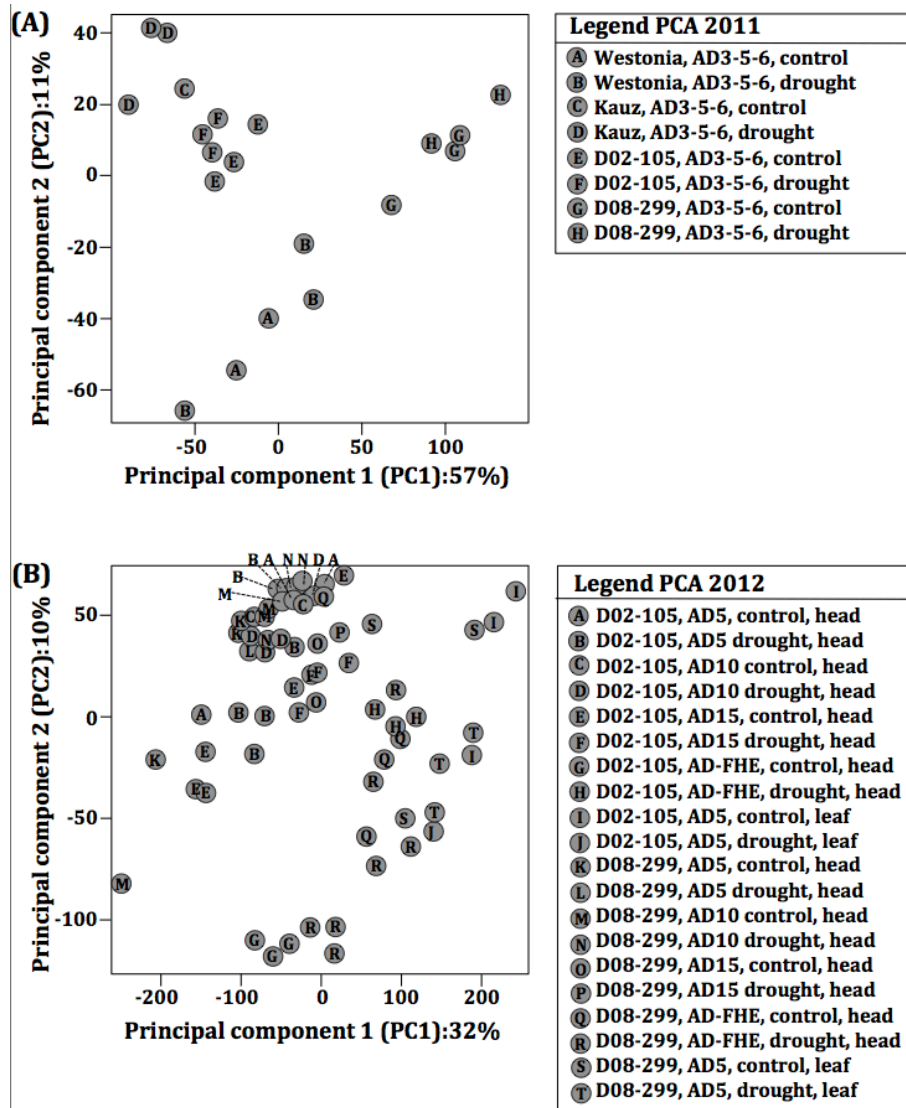 (A)
Principal component 2 (PC2):11%
40
20
0
-20
-40
-60
D
D
C
D
F
F
E
F
E
E
H
H
G
G
G
B
B
A
A
B
-50
0
50
100
Principal component 1 (PC1):57%)
Legend PCA 2011
A Westonia, AD3-5-6, control
B Westonia, AD3-5-6, drought
C Kauz, AD3-5-6, control
D Kauz, AD3-5-6, drought
E D02-105, AD3-5-6, control
F D02-105, AD3-5-6, drought
G D08-299, AD3-5-6, control
H D08-299, AD3-5-6, drought
(B)
Principal component 2 (PC2):10%
50
0
-50
-100
B A N N D A
B
M
E
Q
I
M
C
K
C
M
I
K
D
N
D
B
O
P
S
S
L
D
F
F
F
E
R
O
H
A
B
B
F
H
H
Q
T
E
B
K
Q
T
I
E
E
R
S
T
J
Q
R
R
M
G
G
G
R
R
R
-200
-100
0
100
200
Principal component 1 (PC1):32%
Legend PCA 2012
A D02-105, AD5, control, head
B D02-105, AD5 drought, head
C D02-105, AD10 control, head
D D02-105, AD10 drought, head
E D02-105, AD15, control, head
F D02-105, AD15 drought, head
G D02-105, AD-FHE, control, head
H D02-105, AD-FHE, drought, head
I D02-105, AD5, control, leaf
J D02-105, AD5, drought, leaf
K D08-299, AD5, control, head
L D08-299, AD5 drought, head
M D08-299, AD10 control, head
N D08-299, AD10 drought, head
O D08-299, AD15, control, head
P D08-299, AD15 drought, head
Q D08-299, AD-FHE, control, head
R D08-299, AD-FHE, drought, head
S D08-299, AD5, control, leaf
T D08-299, AD5, drought, leaf